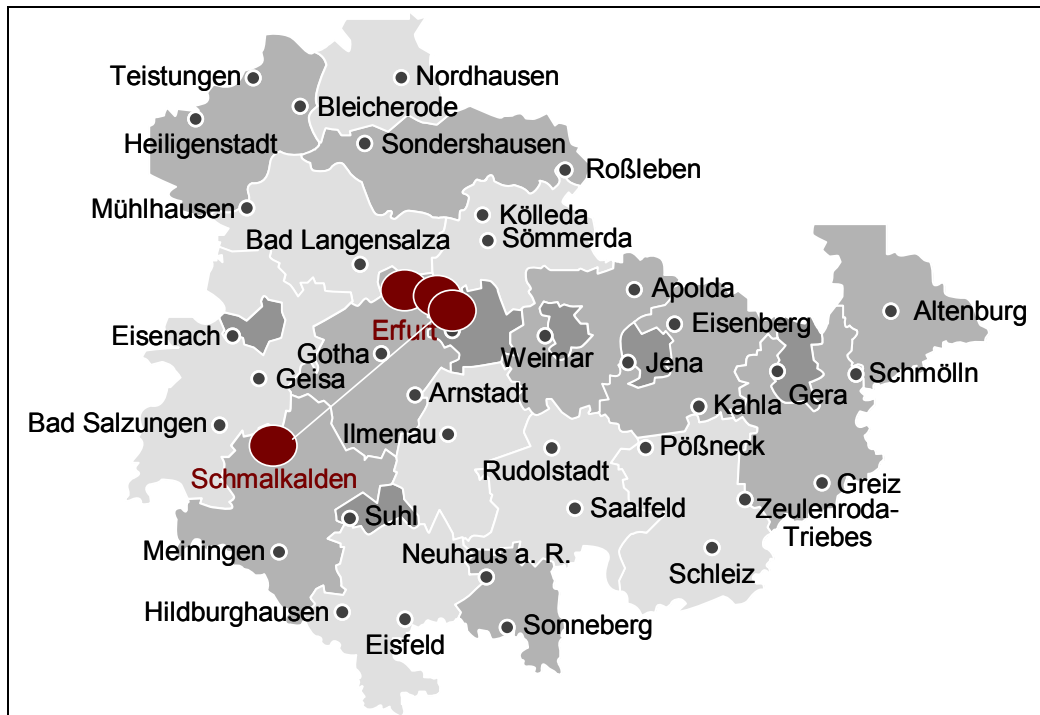 Teistungen
Nordhausen
Bleicherode
Heiligenstadt
Sondershausen
Roßleben
Mühlhausen
Kölleda
Bad Langensalza
Sömmerda
Apolda
Altenburg
Eisenach
Erfurt
Eisenberg
Gotha
Weimar
Jena
Geisa
Schmölln
Gera
Arnstadt
Kahla
Bad Salzungen
Ilmenau
Pößneck
Rudolstadt
Schmalkalden
Greiz
Saalfeld
Zeulenroda-
Triebes
Suhl
Meiningen
Neuhaus a. R.
Schleiz
Hildburghausen
Sonneberg
Eisfeld